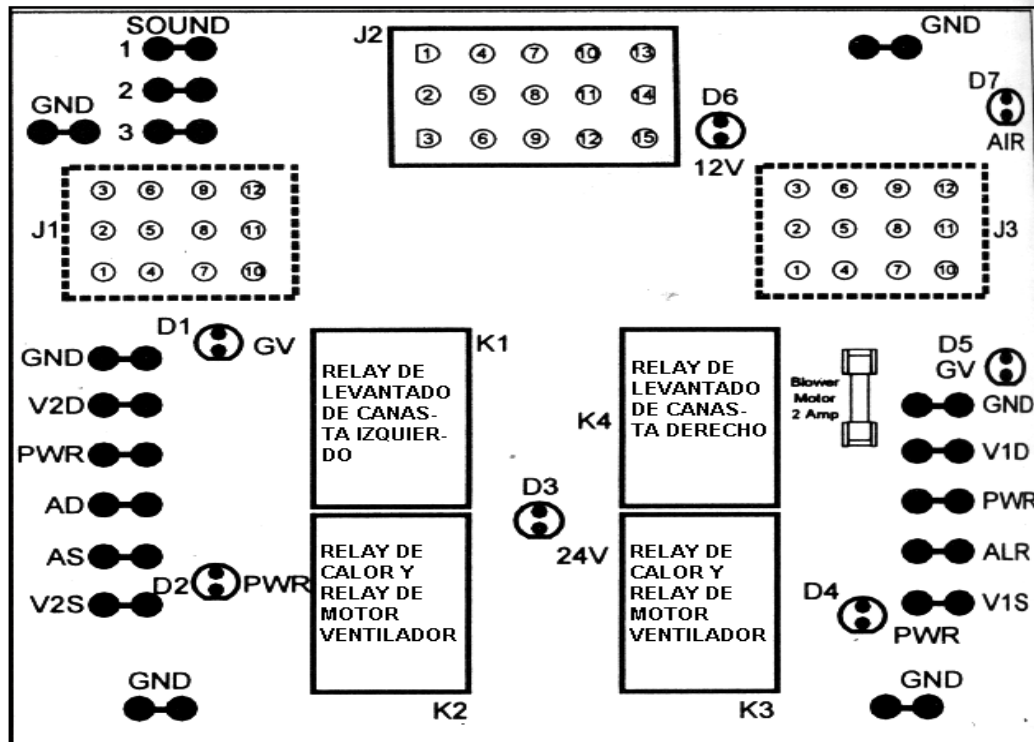 SOUND
1
2
3
GND
J2
1 4 7 10 13
2 5 8 11 14
3 6 9 12 15
GND
D6
12V
D7
AIR
J1
3 6 9 12
2 5 8 11
1 4 7 10
J3
3 6 9 12
2 5 8 11
1 4 7 10
D1
GV
GND
V2D
PWR
AD
AS
V2S
D2
PWR
K1
RELAY DE
LEVANTADO
DE CANAS-
TA IZQUIER-
DO
K4
RELAY DE
LEVANTADO
DE CANAS-
TA DERECHO
Blower
Motor
2 Amp
D5
GV
GND
V1D
PWR
ALR
V1S
D3
24V
RELAY DE
CALOR Y
RELAY DE
MOTOR
VENTILADOR
K2
RELAY DE
CALOR Y
RELAY DE
MOTOR
VENTILADOR
K3
D4
PWR
GND
GND